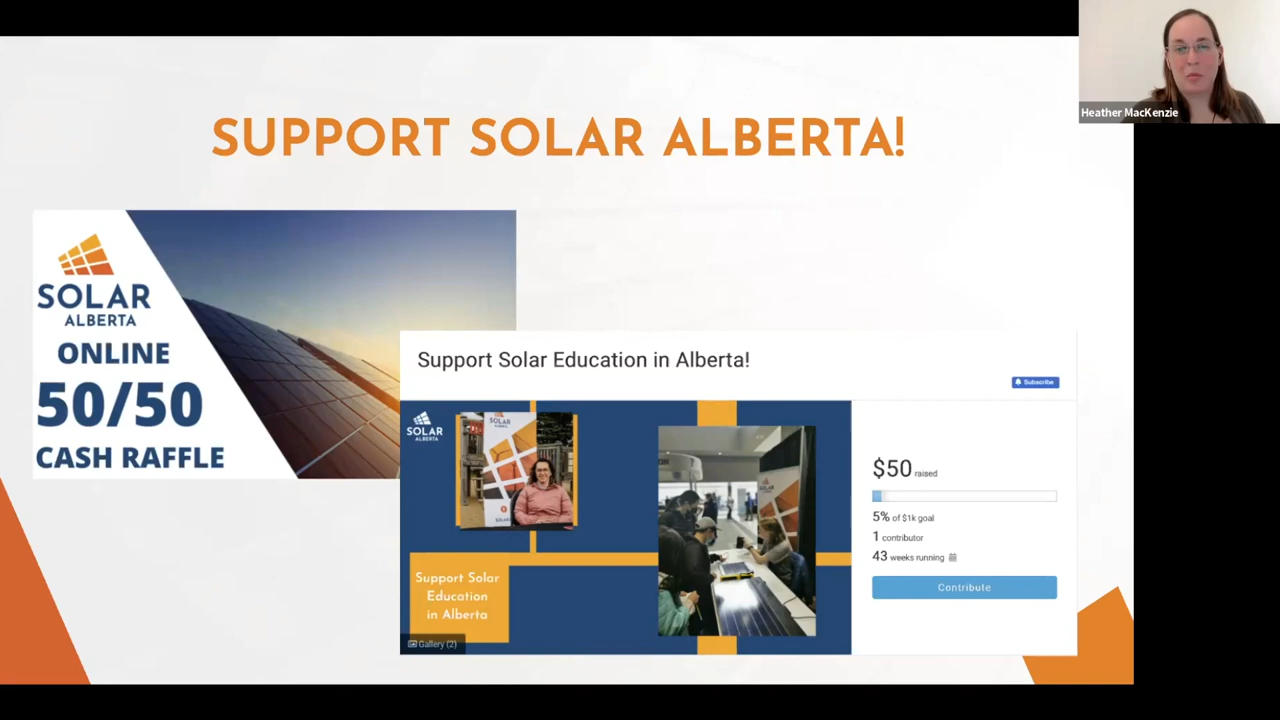 Heather MacKenzie
SUPPORT SOLAR ALBERTA!
SOLAR
ALBERTA
ONLINE
50/50
CASH RAFFLE
Support Solar Education in Alberta!
Subscribe
SOLAR
ALBERTA
SOLAR
SOLAR
Support Solar
Education
in Alberta
Gallery (2)
$50 raised
5% of $1k goal
1 contributor
43 weeks running
Contribute